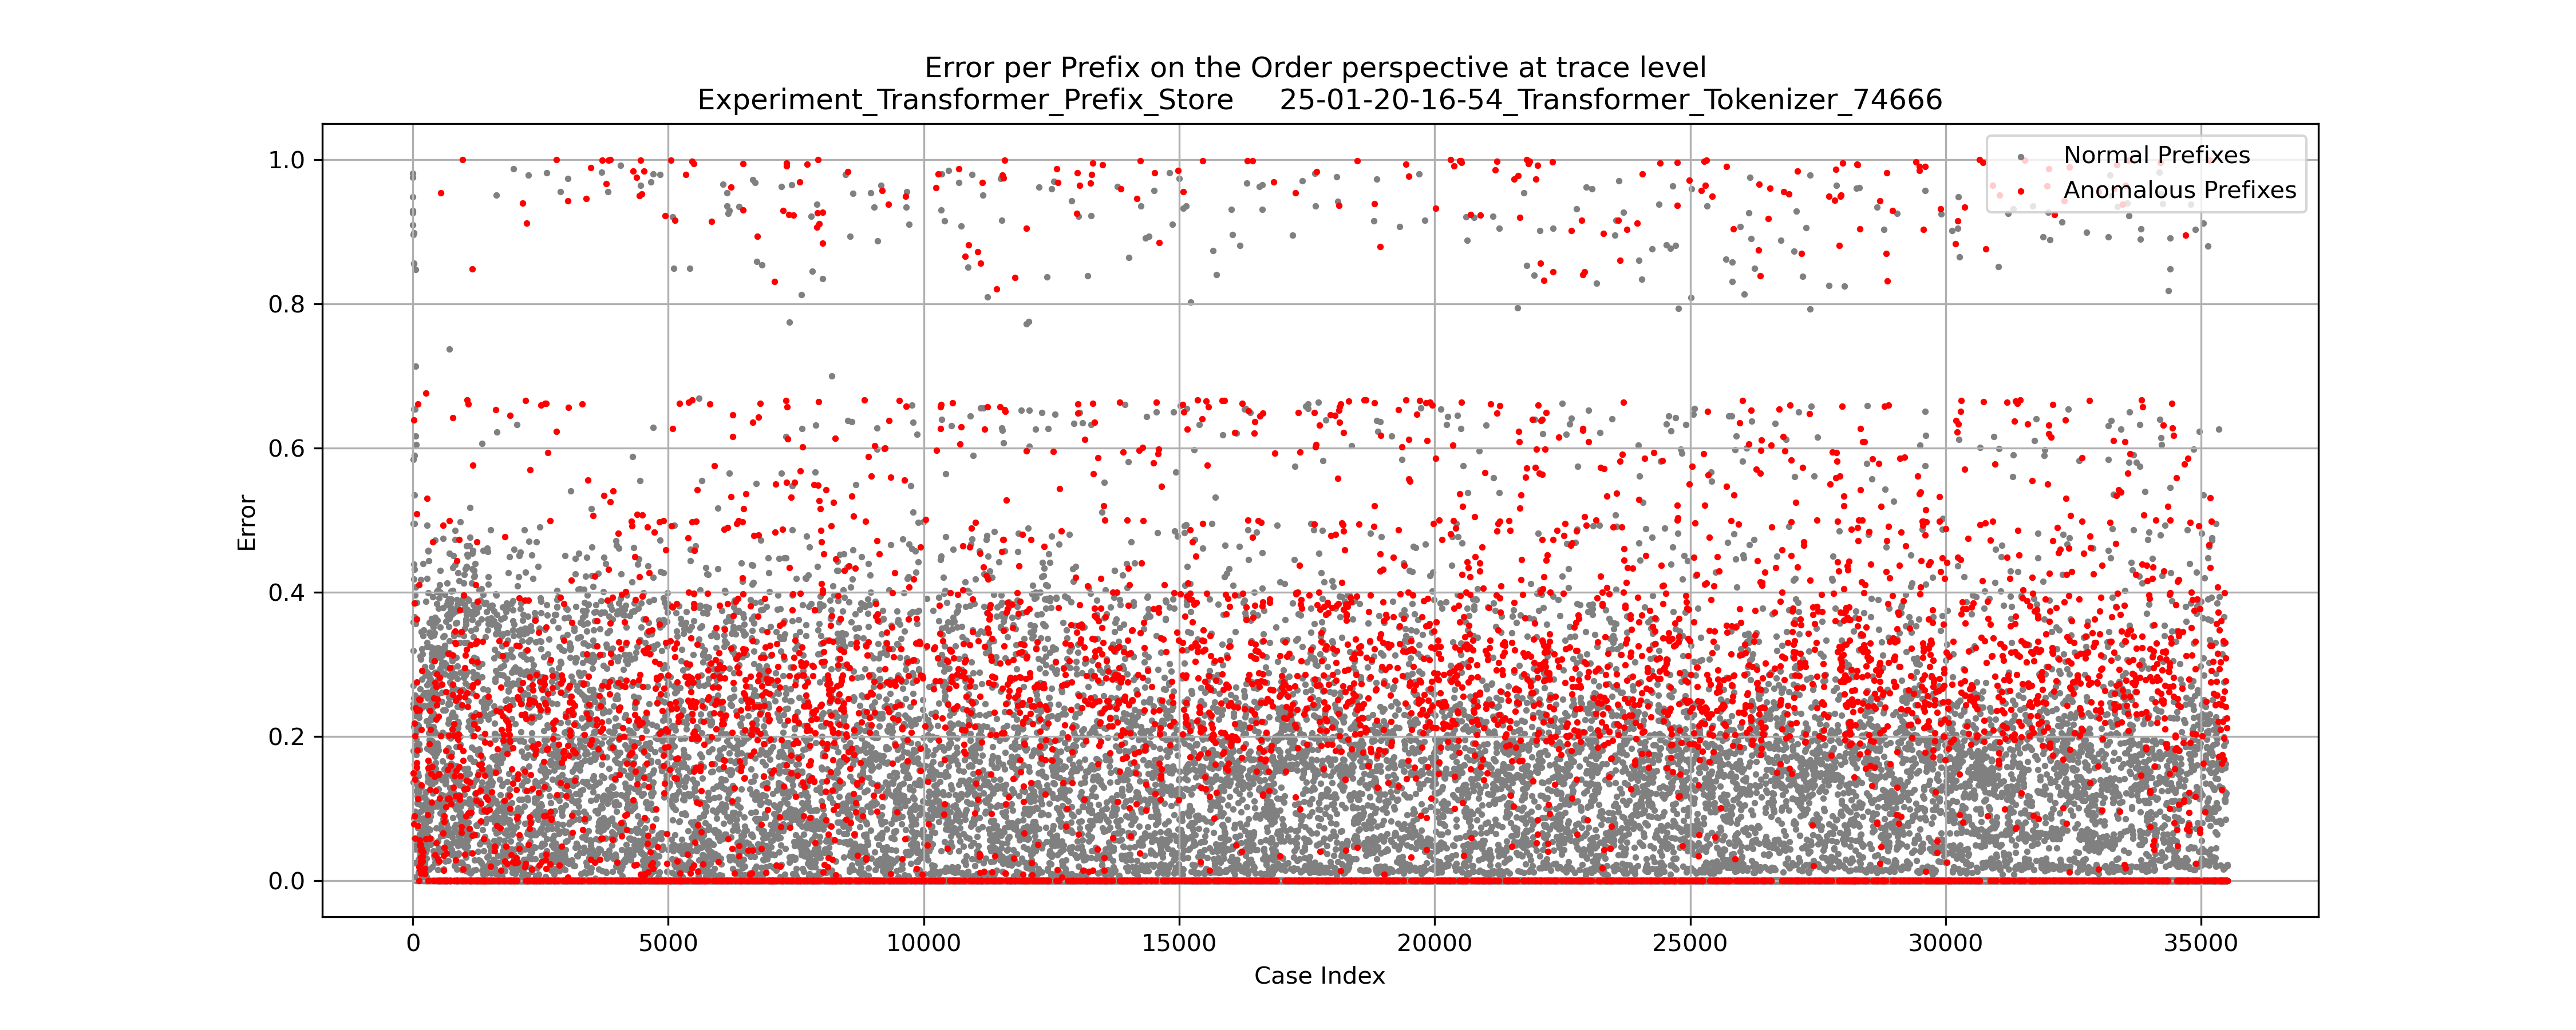 Error per Prefix on the Order perspective at trace level
Experiment_Transformer_Prefix_Store 25-01-20-16-54_Transformer_Tokenizer_74666
Normal Prefixes
Anomalous Prefixes
Error
1.0
0.8
0.6
0.4
0.2
0.0
0 5000 10000 15000 20000 25000 30000 35000
Case Index